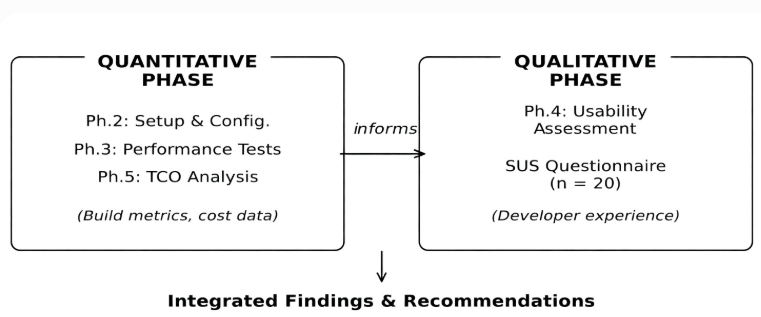 QUANTITATIVE
PHASE
Ph.2: Setup & Config.
Ph.3: Performance Tests
Ph.5: TCO Analysis
(Build metrics, cost data)
informs
QUALITATIVE
PHASE
Ph.4: Usability
Assessment
SUS Questionnaire
(n = 20)
(Developer experience)
Integrated Findings & Recommendations